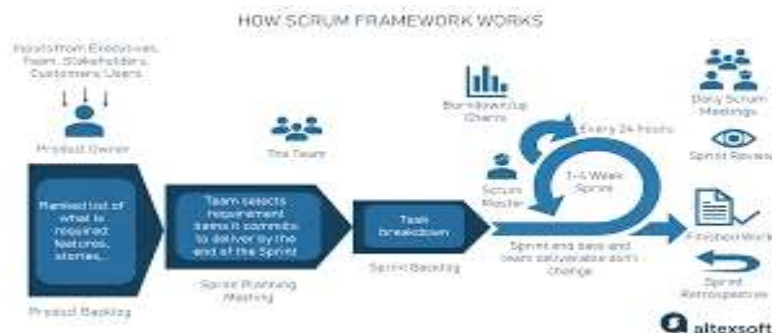 HOW SCRUM FRAMEWORK WORKS
Inputs from Executives,
Team, Stakeholders,
Customers, Users
Product Owner
The Team
Burndown/up
Charts
Every 24 hours
Daily Scrum
Meetings
Scrum
Master
1-4 Week
Sprint
Sprint Review
Ranked list of
what is
required:
features,
stories,...
Team selects
requirement
items it commits
to deliver by the
end of the Sprint
Task
breakdown
Finished Work
Product Backlog
Sprint Planning
Meeting
Sprint Backlog
Sprint end date and
team deliverable don't
change
Sprint
Retrospective
altexsoft